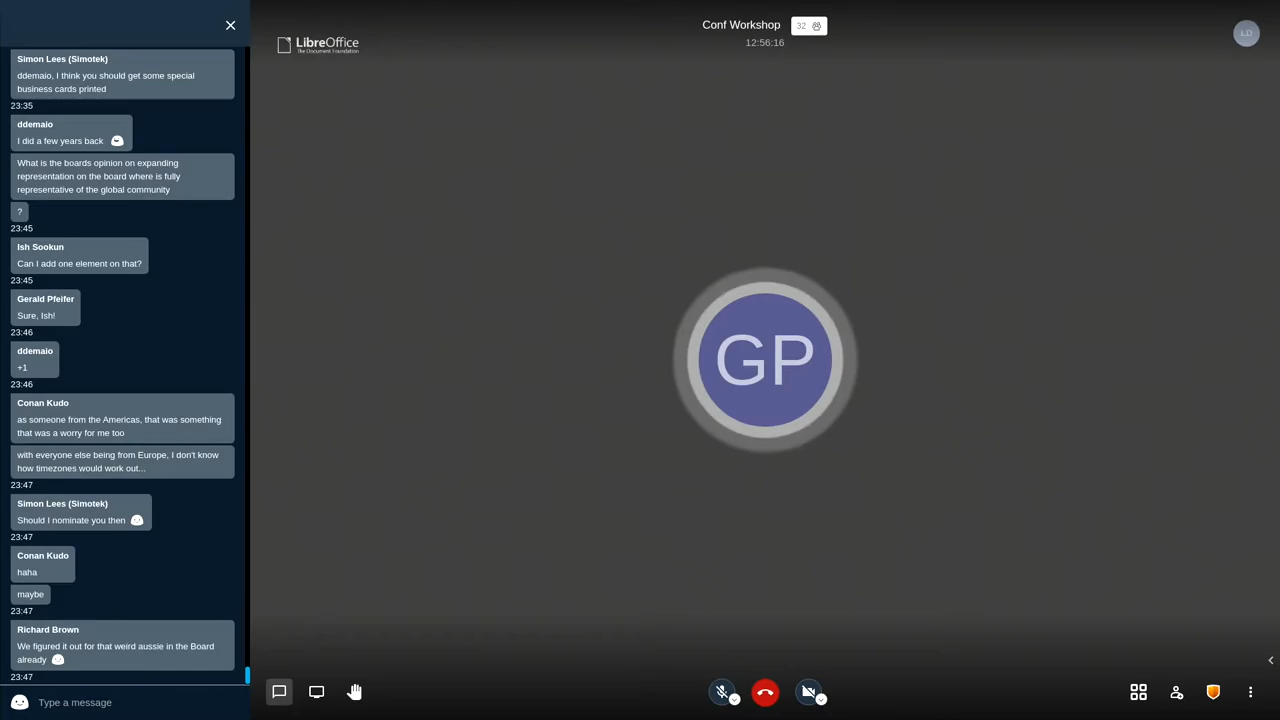 Simon Lees (Simotek)
ddemaio, I think you should get some special
business cards printed
23:35
ddemaio
I did a few years back
What is the boards opinion on expanding
representation on the board where is fully
representative of the global community
?
23:45
Ish Sookun
Can I add one element on that?
23:45
Gerald Pfeifer
Sure, Ish!
23:46
ddemaio
+1
23:46
Conan Kudo
as someone from the Americas, that was something
that was a worry for me too
with everyone else being from Europe, I don't know
how timezones would work out...
23:47
Simon Lees (Simotek)
Should I nominate you then
23:47
Conan Kudo
haha
maybe
23:47
Richard Brown
We figured it out for that weird aussie in the Board
already
23:47
Type a message
Conf Workshop
32
12:56:16
LibreOffice
The Document Foundation
LD
GP